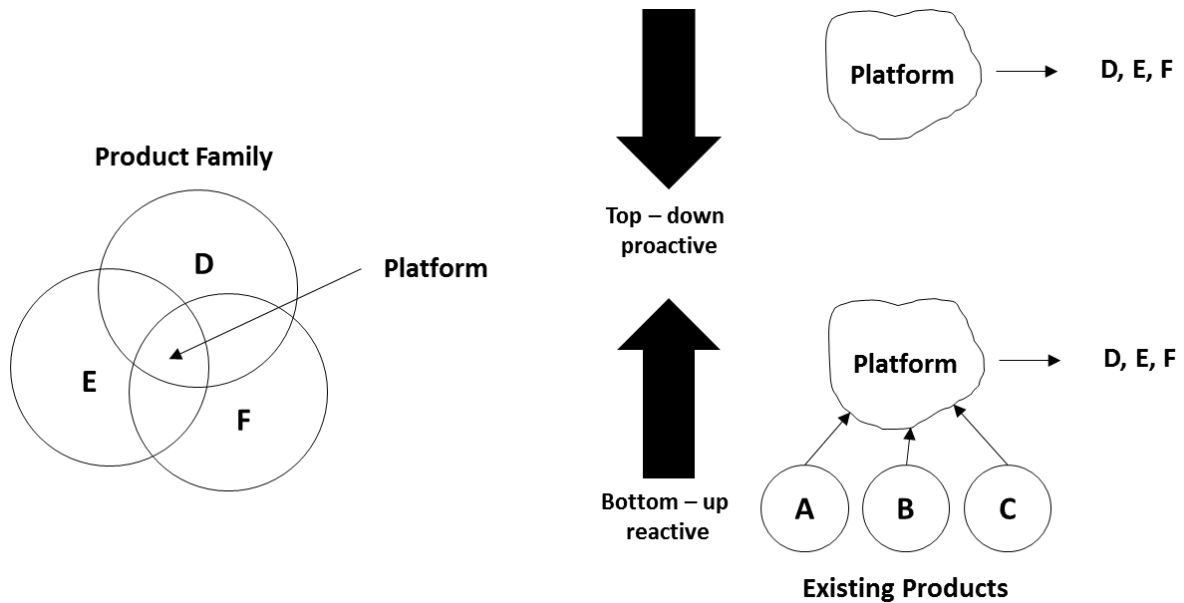 Product Family
D
E
F
Platform
Top – down
proactive
Platform
D, E, F
Bottom – up
reactive
Platform
D, E, F
A
B
C
Existing Products